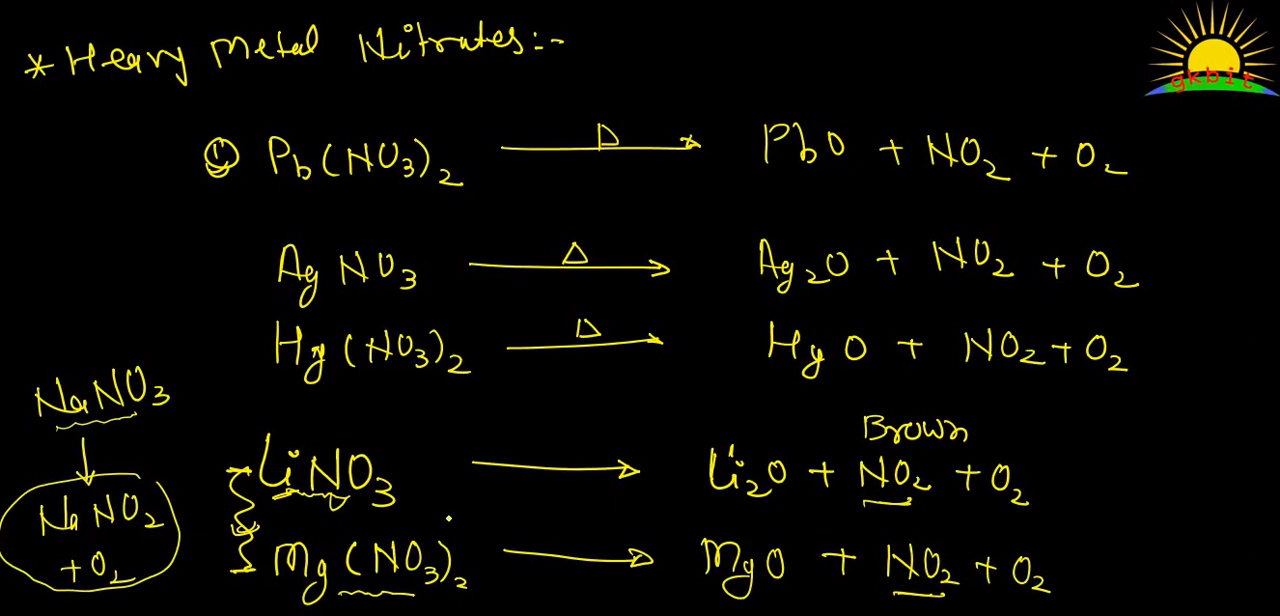 * Heavy Metal Nitrates:-
gkbit
① Pb(NO3)2 —Δ→ PbO + NO2 + O2
AgNO3 —Δ→ Ag2O + NO2 + O2
Hg(NO3)2 —Δ→ HgO + NO2 + O2
NaNO3
↓
NaNO2
+ O2
Brown
LiNO3 → Li2O + NO2 + O2
Mg(NO3)2 → MgO + NO2 + O2